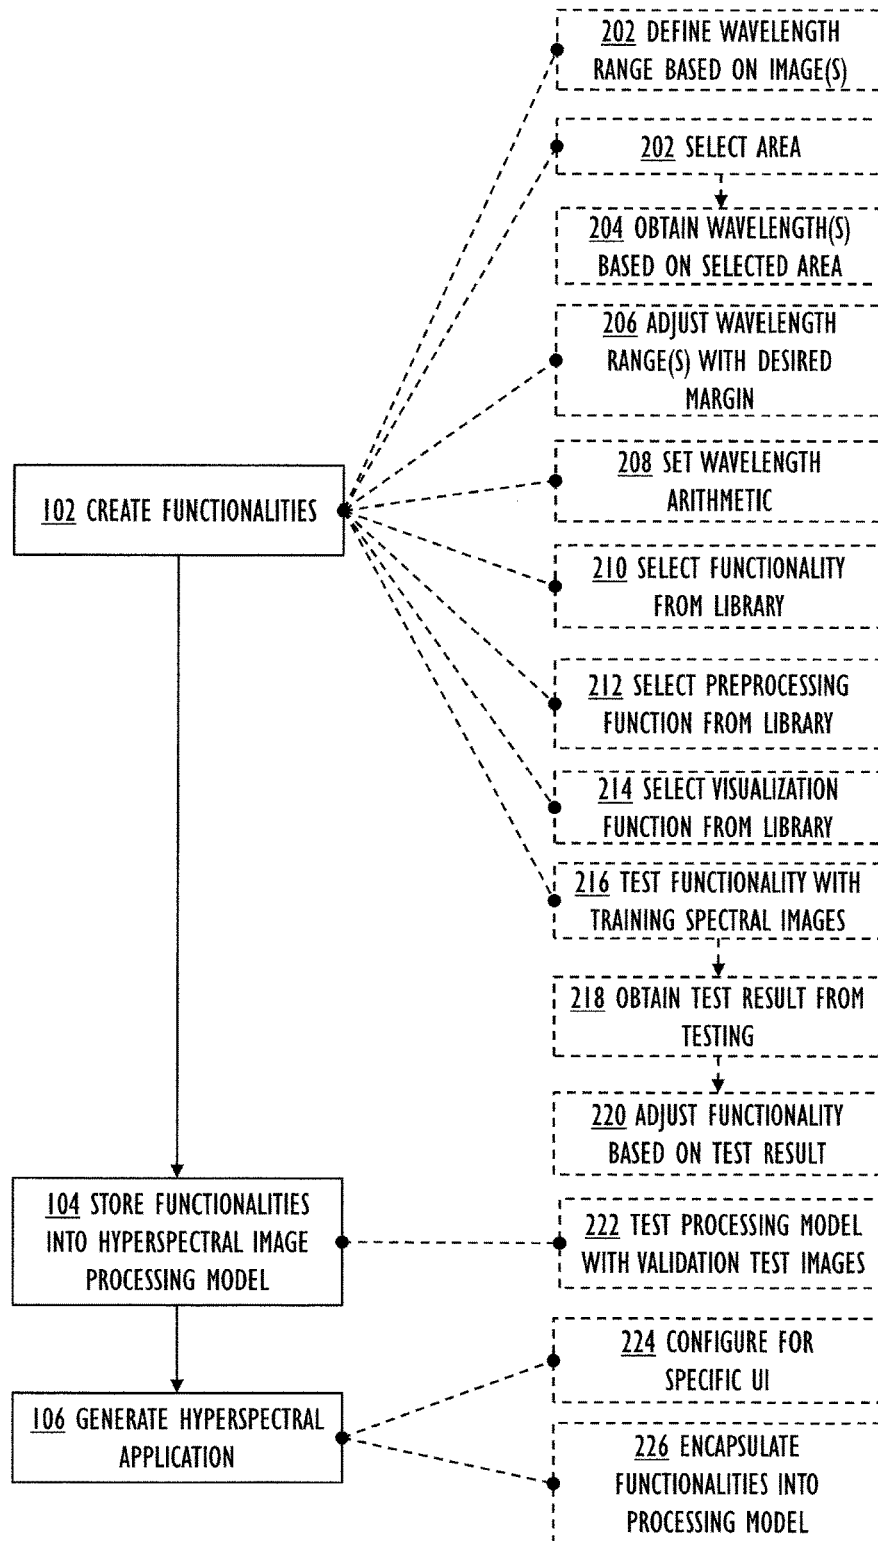 202 DEFINE WAVELENGTH
RANGE BASED ON IMAGE(S)
202 SELECT AREA
204 OBTAIN WAVELENGTH(S)
BASED ON SELECTED AREA
206 ADJUST WAVELENGTH
RANGE(S) WITH DESIRED
MARGIN
102 CREATE FUNCTIONALITIES
208 SET WAVELENGTH
ARITHMETIC
210 SELECT FUNCTIONALITY
FROM LIBRARY
212 SELECT PREPROCESSING
FUNCTION FROM LIBRARY
214 SELECT VISUALIZATION
FUNCTION FROM LIBRARY
216 TEST FUNCTIONALITY WITH
TRAINING SPECTRAL IMAGES
218 OBTAIN TEST RESULT FROM
TESTING
220 ADJUST FUNCTIONALITY
BASED ON TEST RESULT
104 STORE FUNCTIONALITIES
INTO HYPERSPECTRAL IMAGE
PROCESSING MODEL
222 TEST PROCESSING MODEL
WITH VALIDATION TEST IMAGES
224 CONFIGURE FOR
SPECIFIC UI
106 GENERATE HYPERSPECTRAL
APPLICATION
226 ENCAPSULATE
FUNCTIONALITIES INTO
PROCESSING MODEL